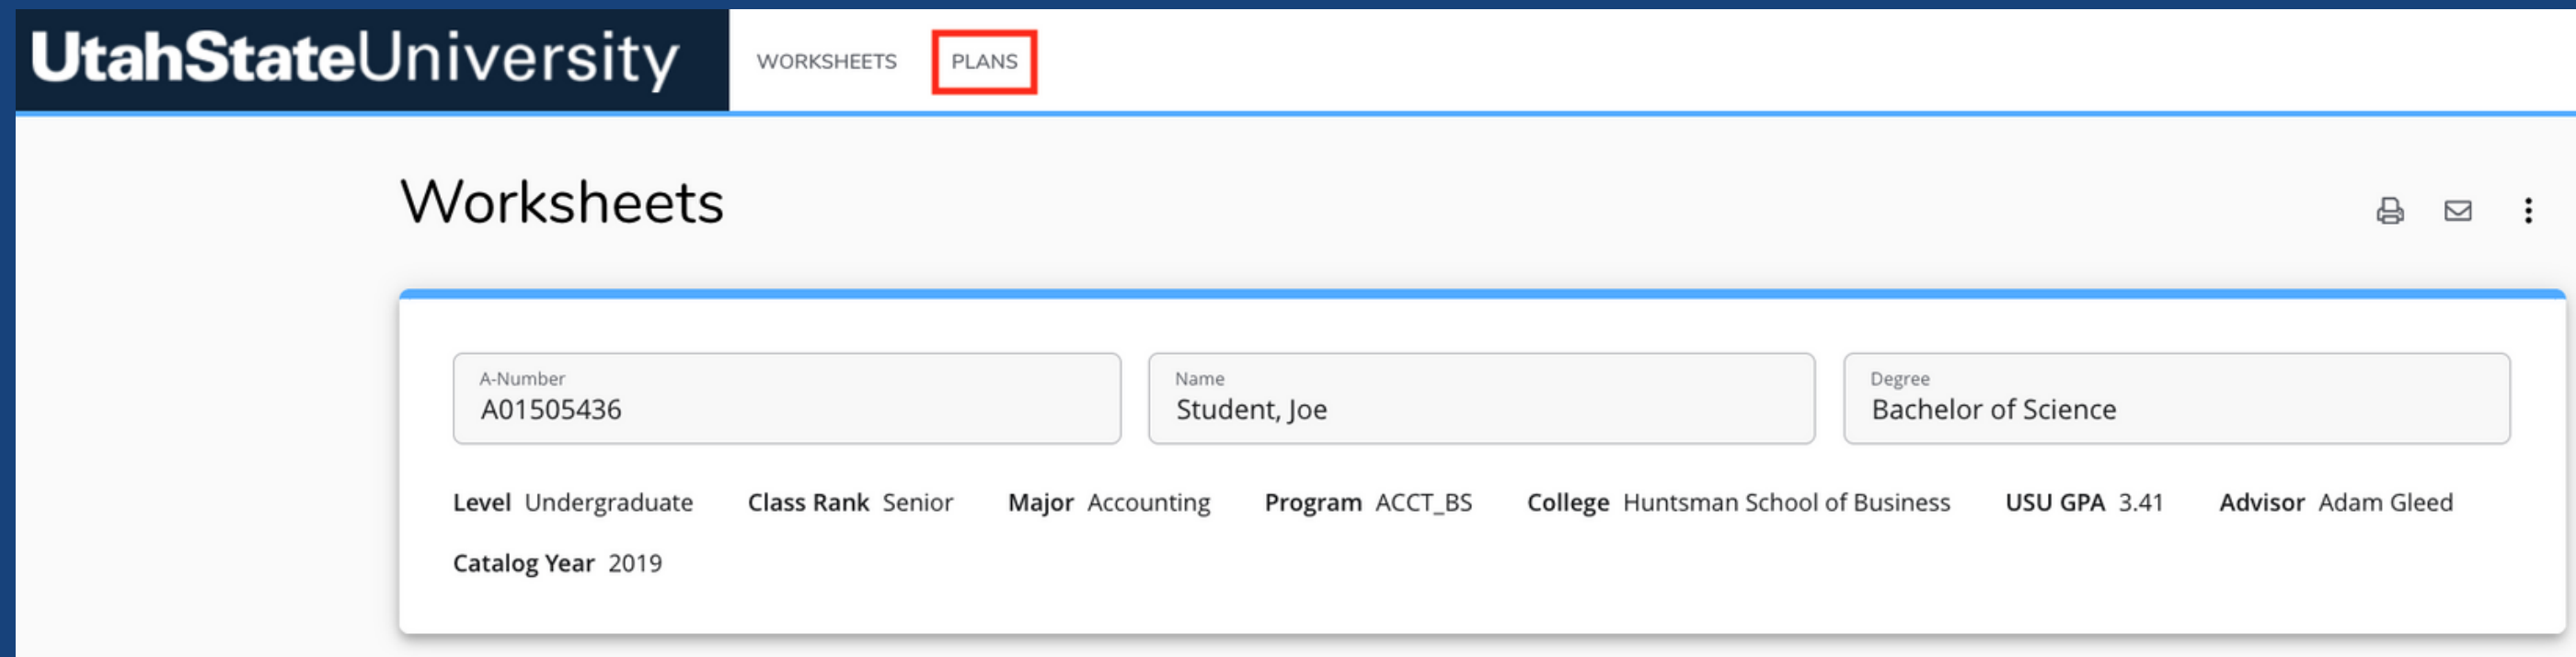 UtahStateUniversity
WORKSHEETS PLANS
Worksheets
A-Number
A01505436
Name
Student, Joe
Degree
Bachelor of Science
Level Undergraduate Class Rank Senior Major Accounting Program ACCT_BS College Huntsman School of Business USU GPA 3.41 Advisor Adam Gleed
Catalog Year 2019